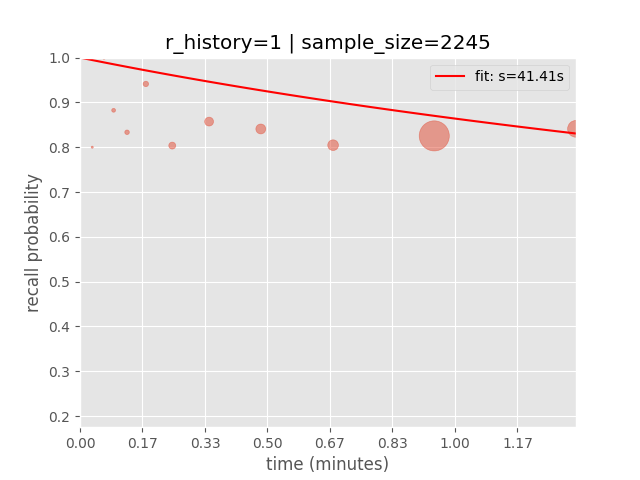 r_history=1 | sample_size=2245
fit: s=41.41s
recall probability
1.0
0.9
0.8
0.7
0.6
0.5
0.4
0.3
0.2
0.00 0.17 0.33 0.50 0.67 0.83 1.00 1.17
time (minutes)